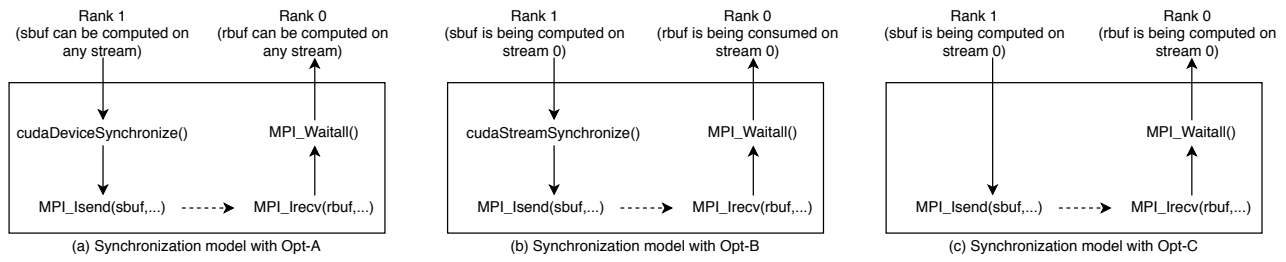 Rank 1
(sbuf can be computed on
any stream)
Rank 0
(rbuf can be computed on
any stream)
cudaDeviceSynchronize()
MPI_Waitall()
MPI_Isend(sbuf,...)
MPI_Irecv(rbuf,...)
(a) Synchronization model with Opt-A
Rank 1
(sbuf is being computed on
stream 0)
Rank 0
(rbuf is being consumed on
stream 0)
cudaStreamSynchronize()
MPI_Waitall()
MPI_Isend(sbuf,...)
MPI_Irecv(rbuf,...)
(b) Synchronization model with Opt-B
Rank 1
(sbuf is being computed on
stream 0)
Rank 0
(rbuf is being computed on
stream 0)
MPI_Waitall()
MPI_Isend(sbuf,...)
MPI_Irecv(rbuf,...)
(c) Synchronization model with Opt-C